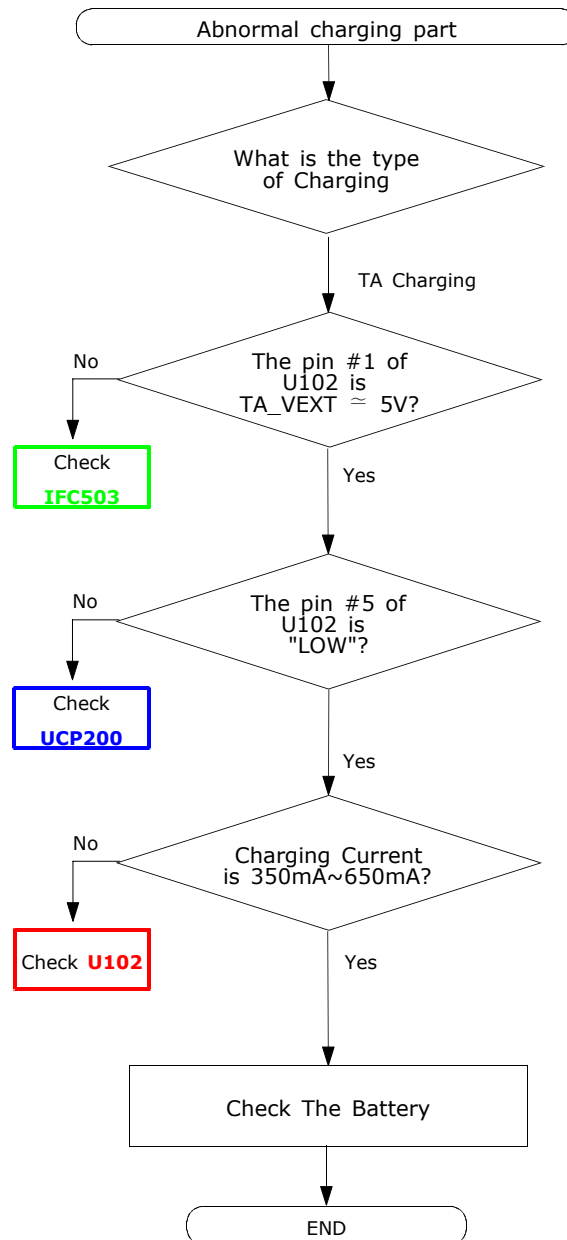 Abnormal charging part
What is the type
of Charging
TA Charging
No
The pin #1 of
U102 is
TA_VEXT ≃ 5V?
Check
IFC503
Yes
No
The pin #5 of
U102 is
"LOW"?
Check
UCP200
Yes
No
Charging Current
is 350mA~650mA?
Check U102
Yes
Check The Battery
END